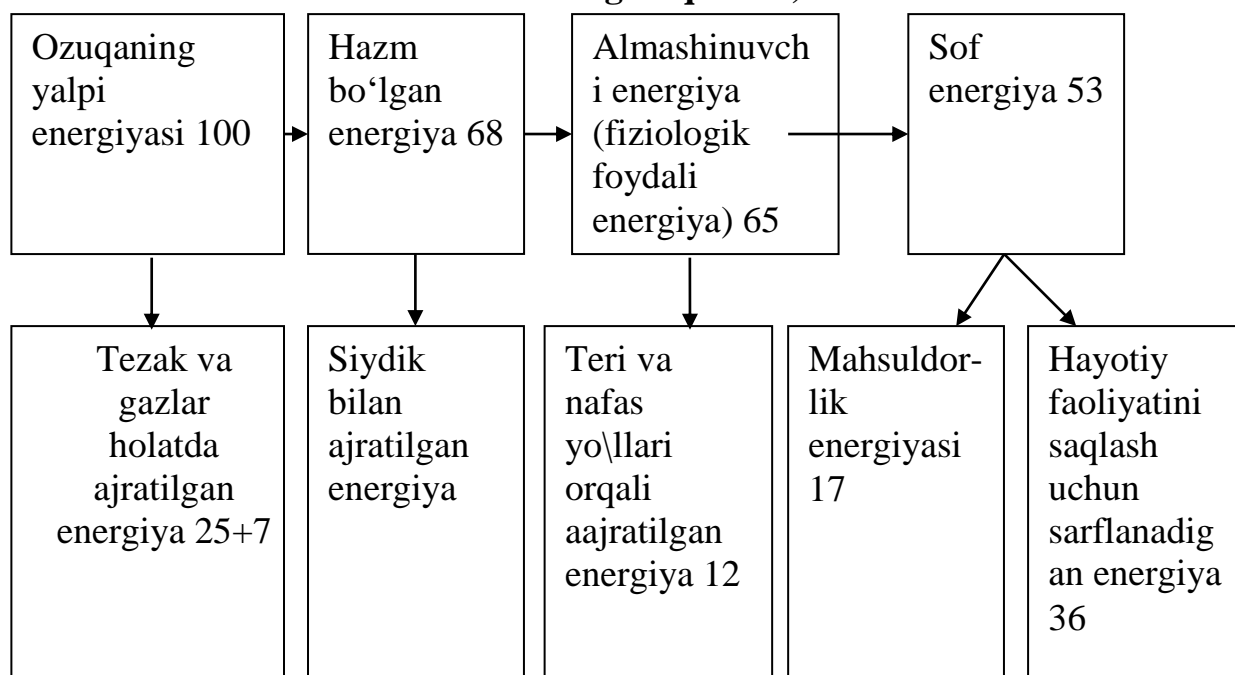 Ozuqaning
yalpi
energiyasi 100
Hazm
bo‘lgan
energiya 68
Almashinuvch
i energiya
(fiziologik
foydali
energiya) 65
Sof
energiya 53
Tezak va
gazlar
holatda
ajratilgan
energiya 25+7
Siydik
bilan
ajratilgan
energiya
Teri va
nafas
yo\llari
orqali
aajratilgan
energiya 12
Mahsuldor-
lik
energiyasi
17
Hayotiy
faoliyatini
saqlash
uchun
sarflanadig
an energiya
36